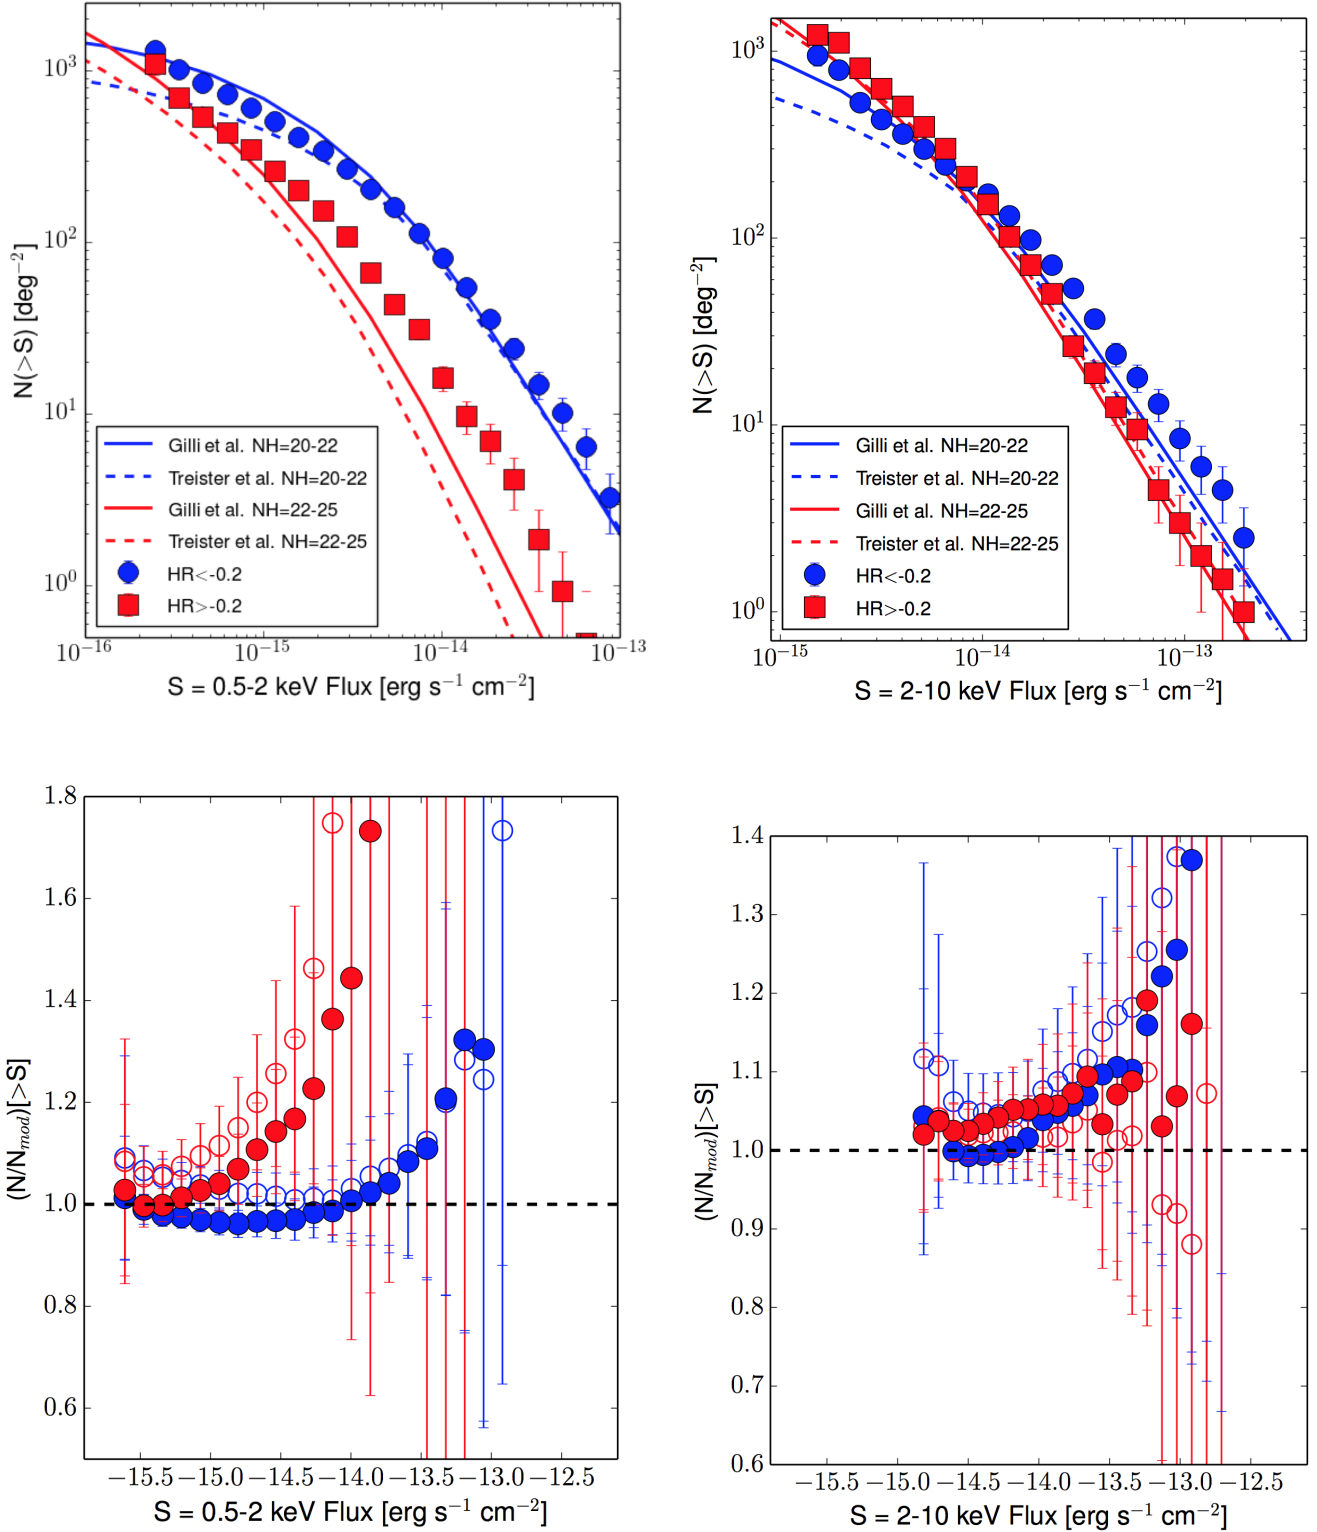 10³
10²
10¹
10⁰
N(>S) [deg⁻²]
Gilli et al. NH=20-22
Treister et al. NH=20-22
Gilli et al. NH=22-25
Treister et al. NH=22-25
HR<-0.2
HR>-0.2
10⁻¹⁶ 10⁻¹⁵ 10⁻¹⁴ 10⁻¹³
S = 0.5-2 keV Flux [erg s⁻¹ cm⁻²]
10³
10²
10¹
10⁰
N(>S) [deg⁻²]
Gilli et al. NH=20-22
Treister et al. NH=20-22
Gilli et al. NH=22-25
Treister et al. NH=22-25
HR<-0.2
HR>-0.2
10⁻¹⁵ 10⁻¹⁴ 10⁻¹³
S = 2-10 keV Flux [erg s⁻¹ cm⁻²]
1.8
1.6
1.4
1.2
1.0
0.8
0.6
(N/Nmod)[>S]
−15.5 −15.0 −14.5 −14.0 −13.5 −13.0 −12.5
S = 0.5-2 keV Flux [erg s⁻¹ cm⁻²]
1.4
1.3
1.2
1.1
1.0
0.9
0.8
0.7
0.6
(N/Nmod)[>S]
−15.5 −15.0 −14.5 −14.0 −13.5 −13.0 −12.5
S = 2-10 keV Flux [erg s⁻¹ cm⁻²]